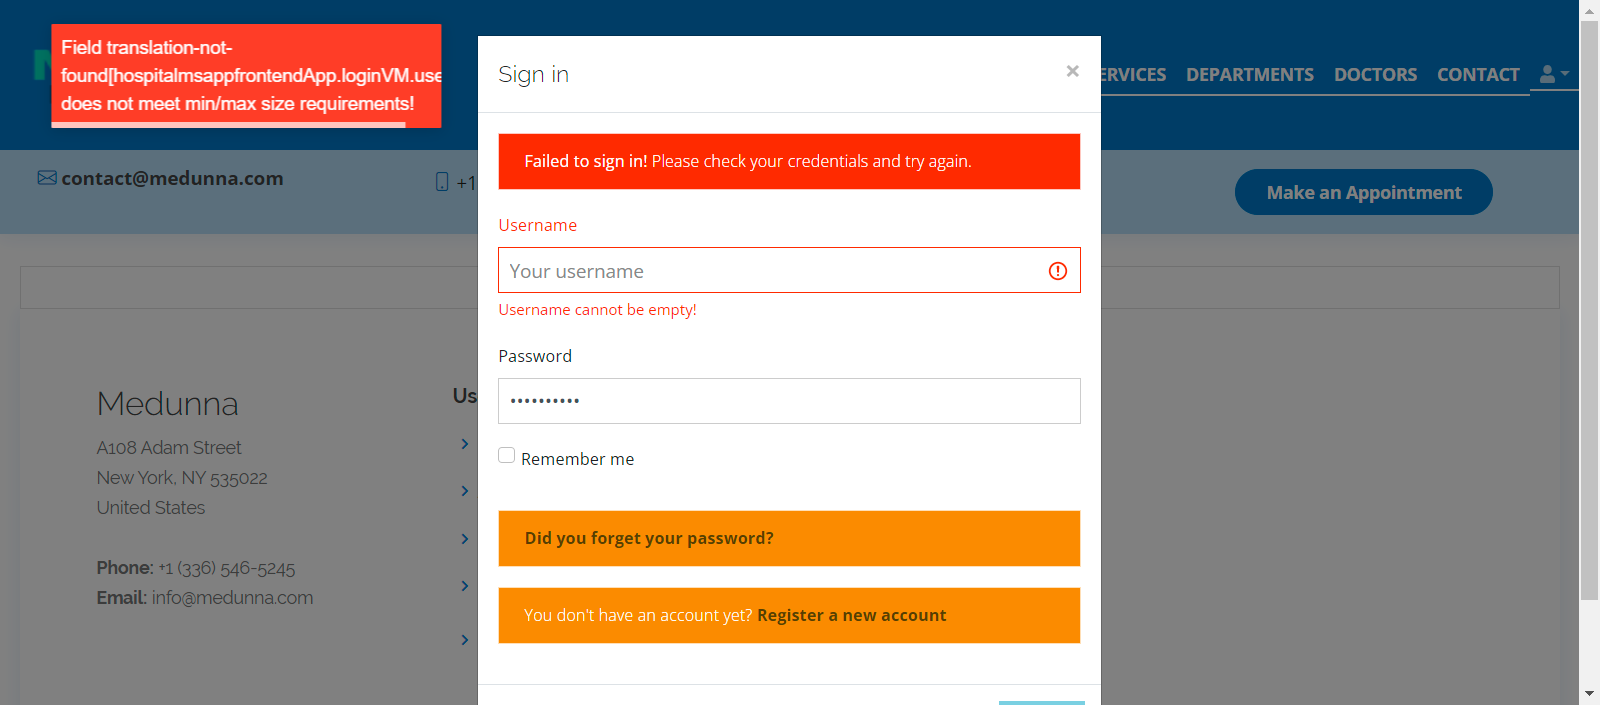 Field translation-not-
found[hospitalmsappfrontendApp.loginVM.use
does not meet min/max size requirements!
Sign in
×
ERVICES DEPARTMENTS DOCTORS CONTACT
contact@medunna.com
+1
Make an Appointment
Failed to sign in! Please check your credentials and try again.
Username
Your username
Username cannot be empty!
Password
••••••••••
Remember me
Did you forget your password?
You don't have an account yet? Register a new account
Medunna
A108 Adam Street
New York, NY 535022
United States
Phone: +1 (336) 546-5245
Email: info@medunna.com
Us